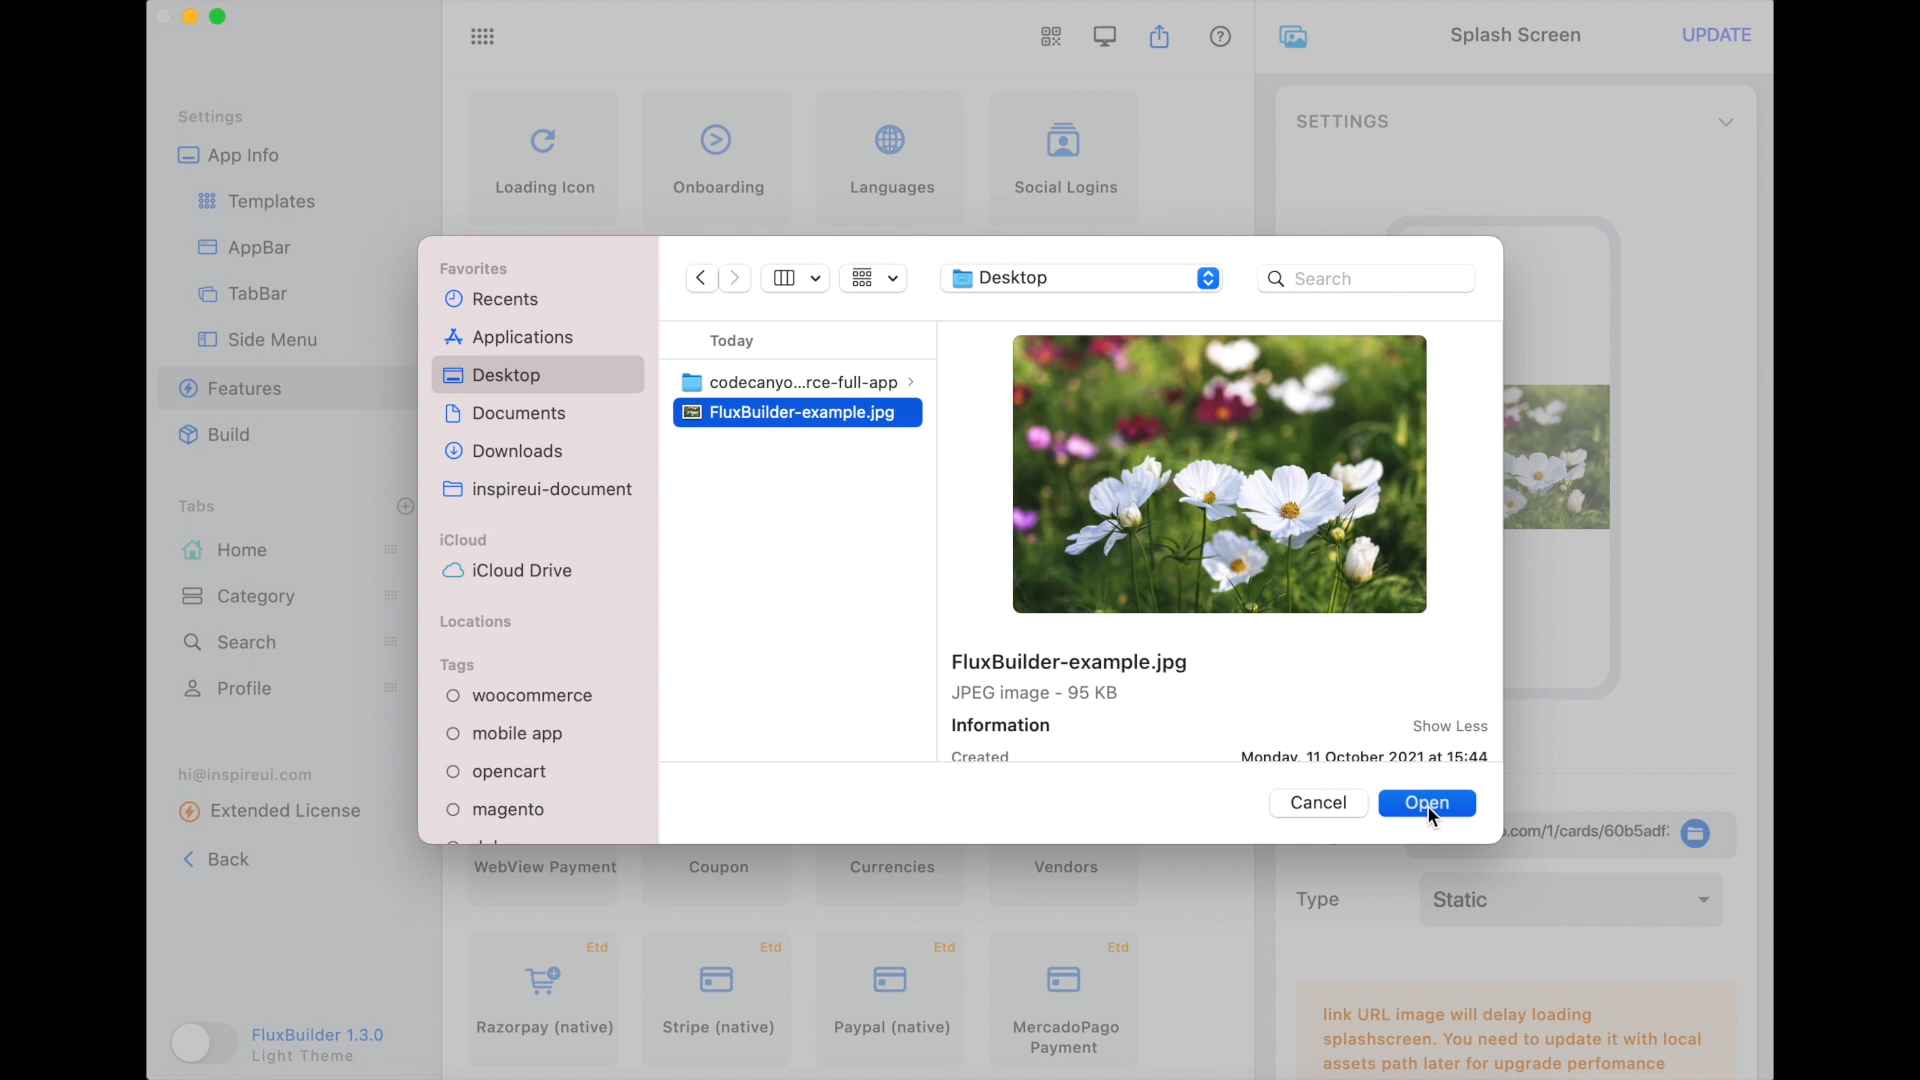 Splash Screen
UPDATE
Settings
App Info
Templates
AppBar
TabBar
Side Menu
Features
Build
Tabs
Home
Category
Search
Profile
hi@inspireui.com
Extended License
Back
FluxBuilder 1.3.0
Light Theme
Loading Icon
Onboarding
Languages
Social Logins
SETTINGS
Favorites
Recents
Applications
Desktop
Documents
Downloads
inspireui-document
iCloud
iCloud Drive
Locations
Tags
woocommerce
mobile app
opencart
magento
Desktop
Search
Today
codecanyo...rce-full-app
FluxBuilder-example.jpg
FluxBuilder-example.jpg
JPEG image - 95 KB
Information
Show Less
Created
Monday, 11 October 2021 at 15:44
Cancel
Open
WebView Payment
Coupon
Currencies
Vendors
Etd
Etd
Etd
Etd
Razorpay (native)
Stripe (native)
Paypal (native)
MercadoPago
Payment
.com/1/cards/60b5adf
Type
Static
link URL image will delay loading
splashscreen. You need to update it with local
assets path later for upgrade perfomance